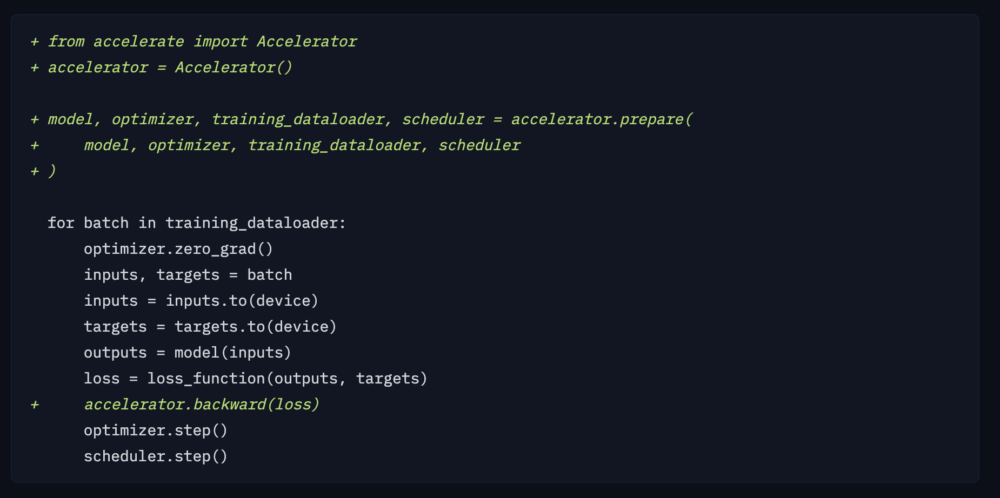 + from accelerate import Accelerator
+ accelerator = Accelerator()
+ model, optimizer, training_dataloader, scheduler = accelerator.prepare(
+     model, optimizer, training_dataloader, scheduler
+ )
  for batch in training_dataloader:
      optimizer.zero_grad()
      inputs, targets = batch
      inputs = inputs.to(device)
      targets = targets.to(device)
      outputs = model(inputs)
      loss = loss_function(outputs, targets)
+     accelerator.backward(loss)
      optimizer.step()
      scheduler.step()